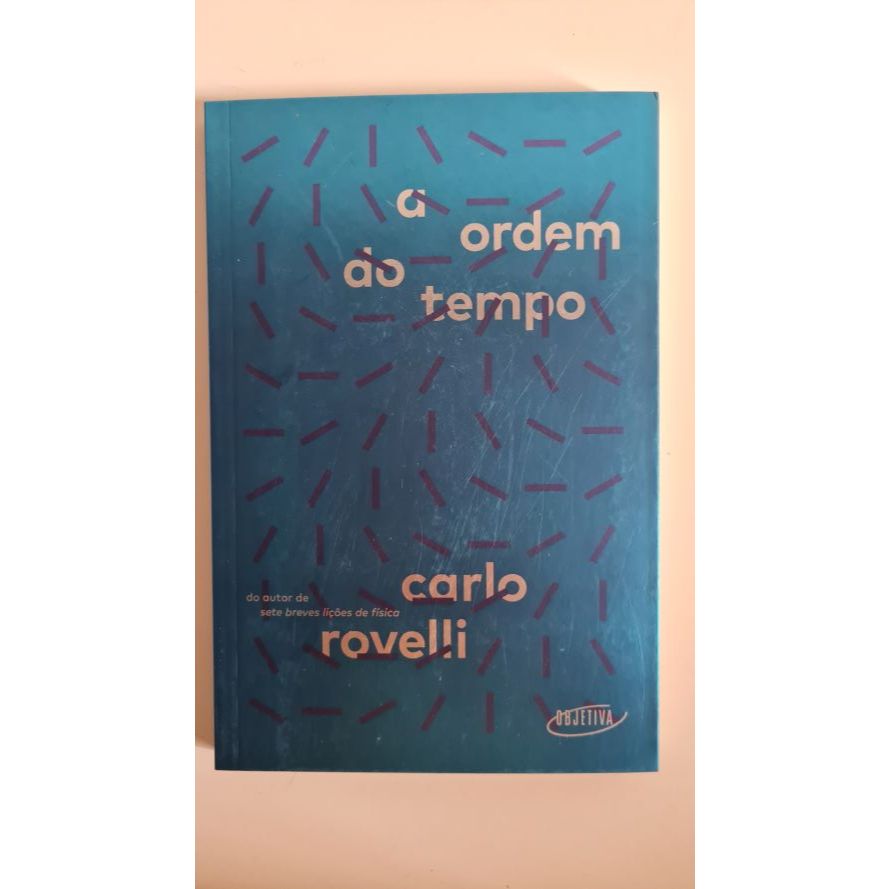 a
ordem
do
tempo
carlo
do autor de
sete breves lições de física
rovelli
OBJETIVA